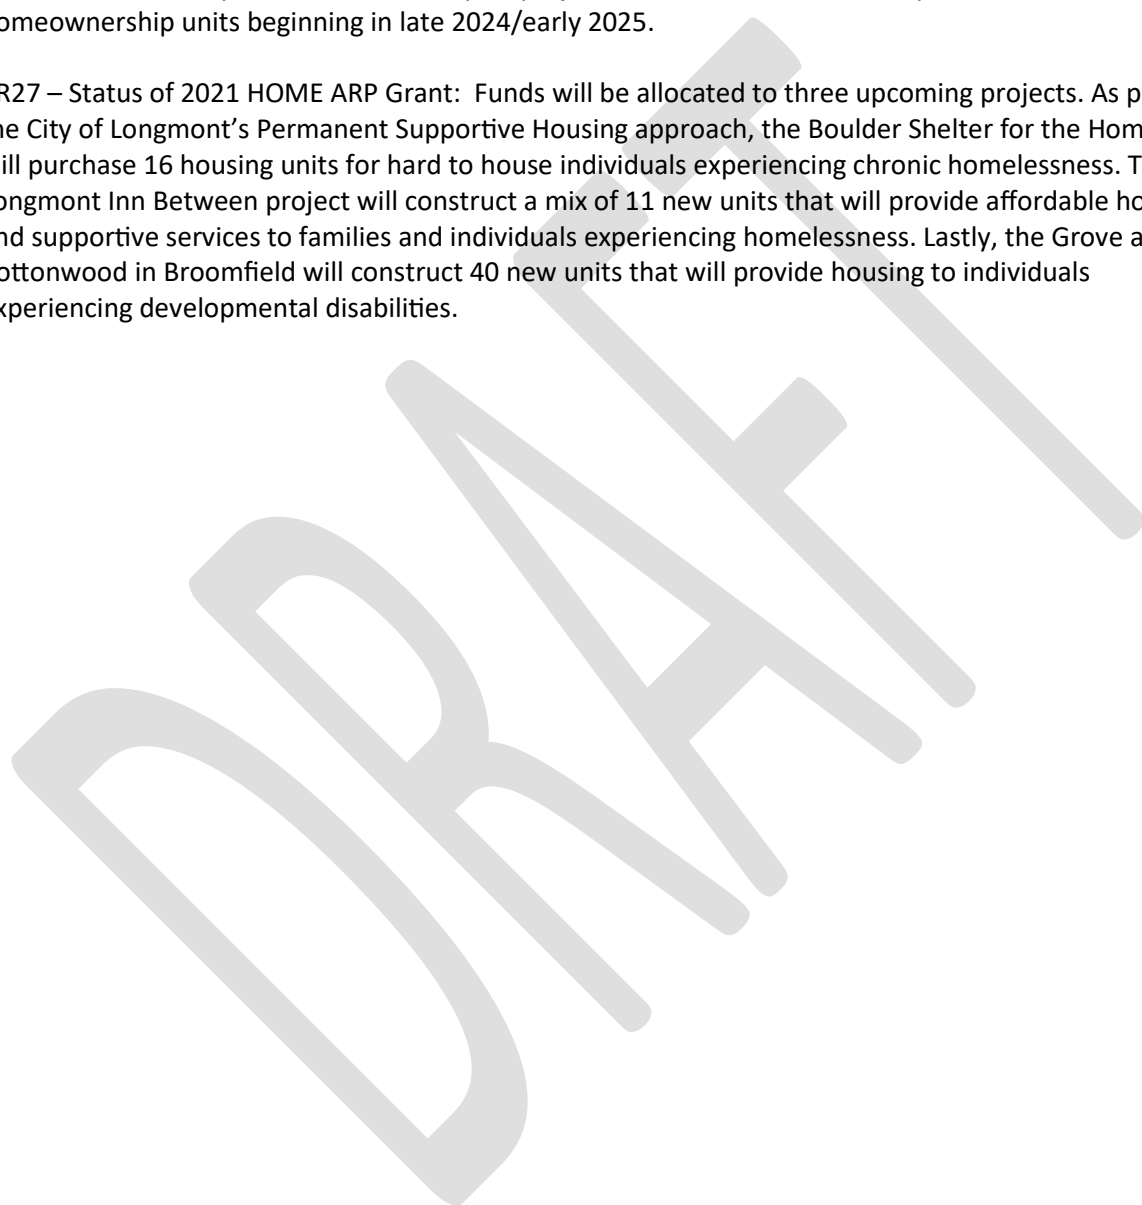 omeownership units beginning in late 2024/early 2025.
R27 – Status of 2021 HOME ARP Grant: Funds will be allocated to three upcoming projects. As p
he City of Longmont's Permanent Supportive Housing approach, the Boulder Shelter for the Hom
ill purchase 16 housing units for hard to house individuals experiencing chronic homelessness. T
ongmont Inn Between project will construct a mix of 11 new units that will provide affordable ho
nd supportive services to families and individuals experiencing homelessness. Lastly, the Grove a
ottonwood in Broomfield will construct 40 new units that will provide housing to individuals
xperiencing developmental disabilities.
DRAFT